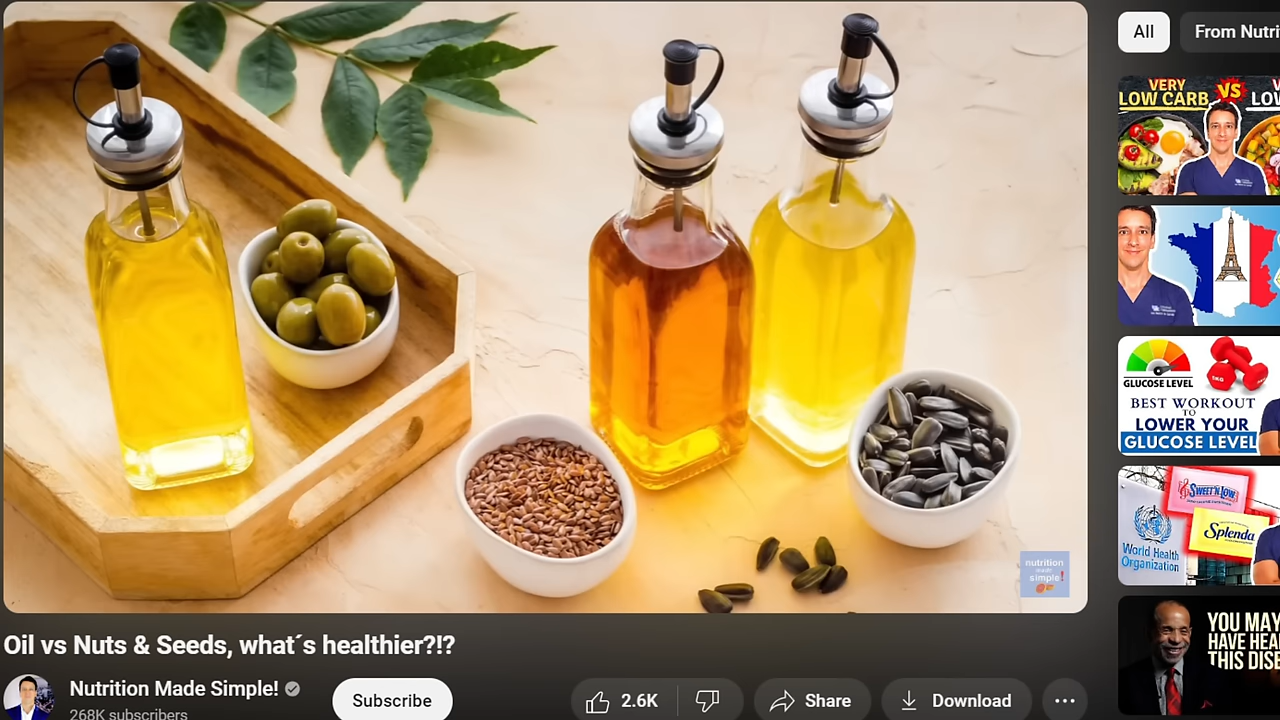 nutrition
made
simple!
Oil vs Nuts & Seeds, what´s healthier?!?
Nutrition Made Simple!
268K subscribers
Subscribe
2.6K
Share
Download
All
From Nutri
VERY
LOW CARB
VS
V
LOW
GLUCOSE LEVEL
BEST WORKOUT
TO
LOWER YOUR
GLUCOSE LEVEL
Sweet'N Low
Splenda
World Health
Organization
YOU MAY
HAVE HEA
THIS DISE